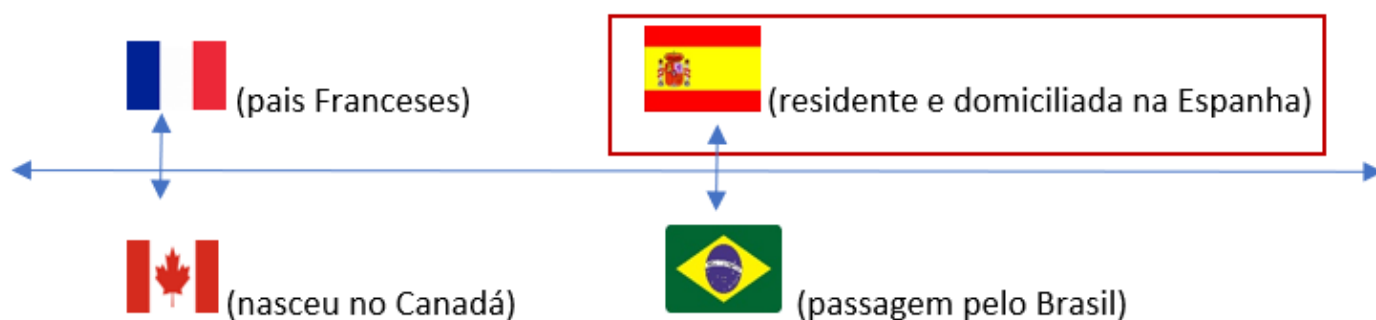 (pais Franceses)
(residente e domiciliada na Espanha)
(nasceu no Canadá)
(passagem pelo Brasil)